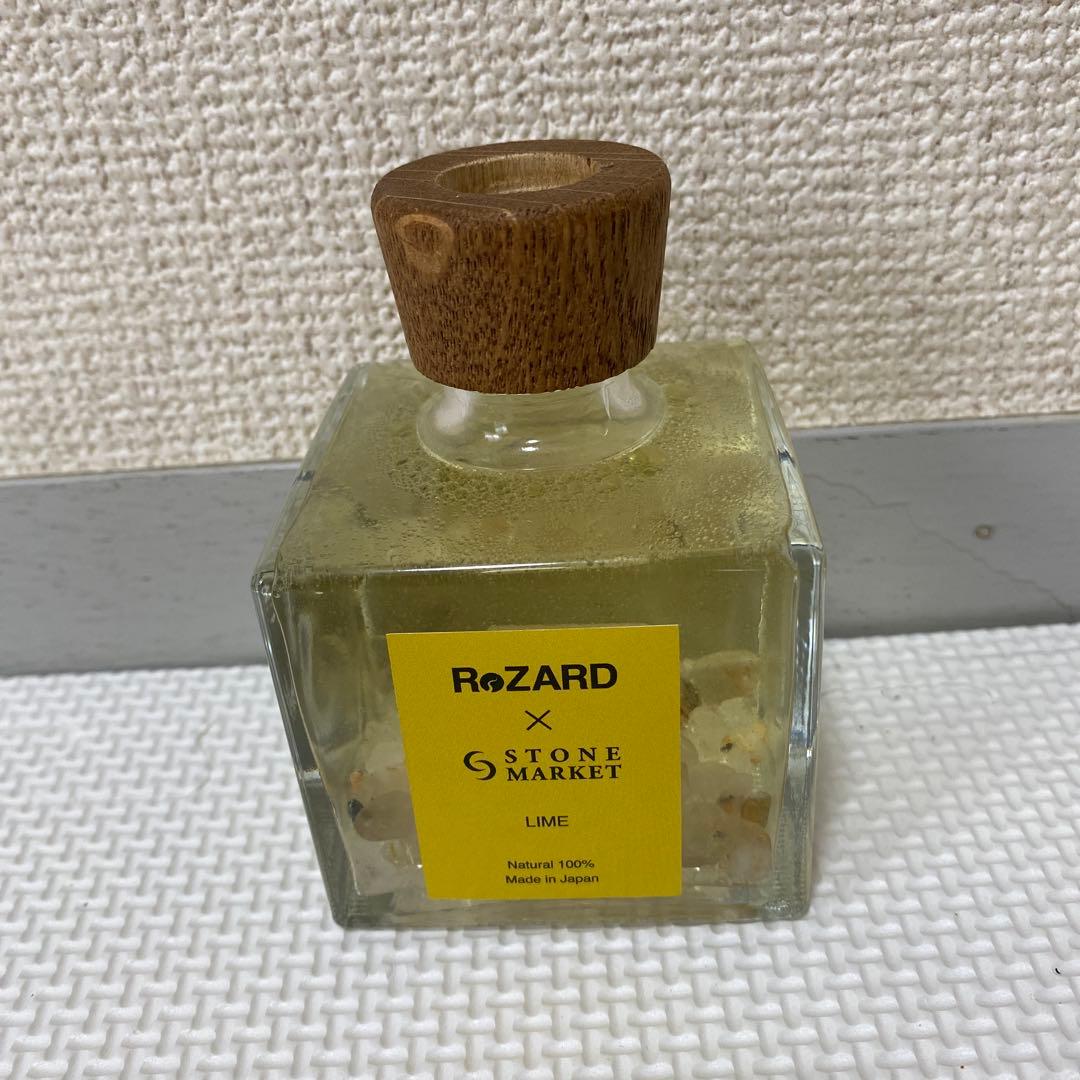 RoZARD
×
STONE
MARKET
LIME
Natural 100%
Made in Japan